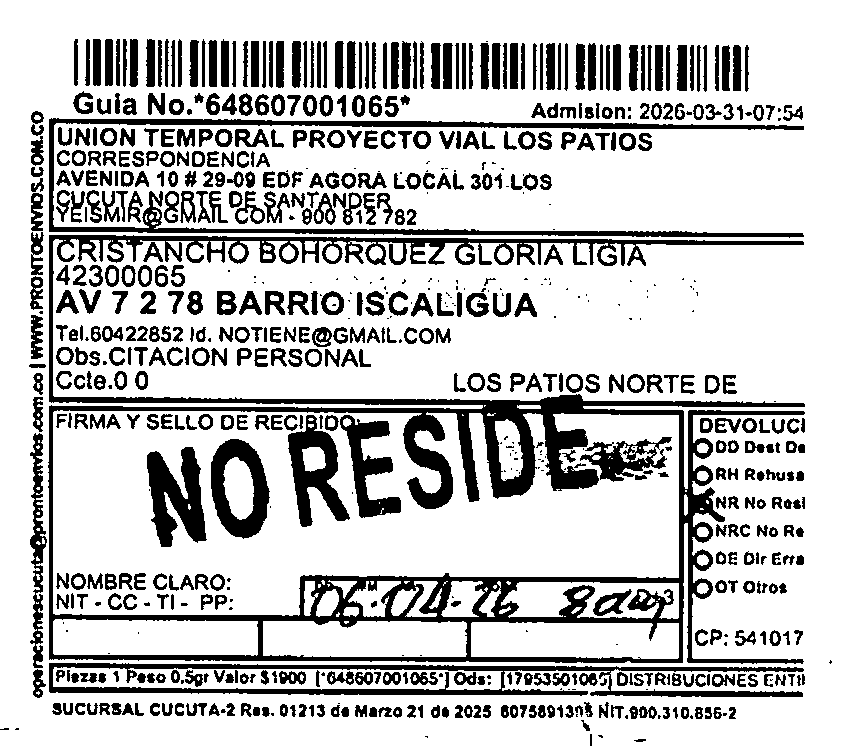 Guia No.*648607001065*
Admision: 2026-03-31-07:54
operacionescucuta@prontoenvios.com.co | WWW.PRONTOENVIOS.COM.CO
UNION TEMPORAL PROYECTO VIAL LOS PATIOS
CORRESPONDENCIA
AVENIDA 10 # 29-09 EDF AGORA LOCAL 301 LOS
CUCUTA NORTE DE SANTANDER
YEISMIR@GMAIL COM - 900 812 782
CRISTANCHO BOHORQUEZ GLORIA LIGIA
42300065
AV 7 2 78 BARRIO ISCALIGUA
Tel.60422852 Id. NOTIENE@GMAIL.COM
Obs.CITACION PERSONAL
Ccte.0 0
LOS PATIOS NORTE DE
FIRMA Y SELLO DE RECIBIDO:
NO RESIDE
DEVOLUCI
DD Dest De
RH Rehusa
NR No Resi
NRC No Re
DE Dir Erra
OT Otros
NOMBRE CLARO:
NIT - CC - TI - PP:
06-04-26
CP: 541017
Piezas 1 Peso 0,5gr Valor $1900 [*648607001065*] Ods: [17953501065] DISTRIBUCIONES ENTI
SUCURSAL CUCUTA-2 Res. 01213 de Marzo 21 de 2025 NIT.900.310.856-2